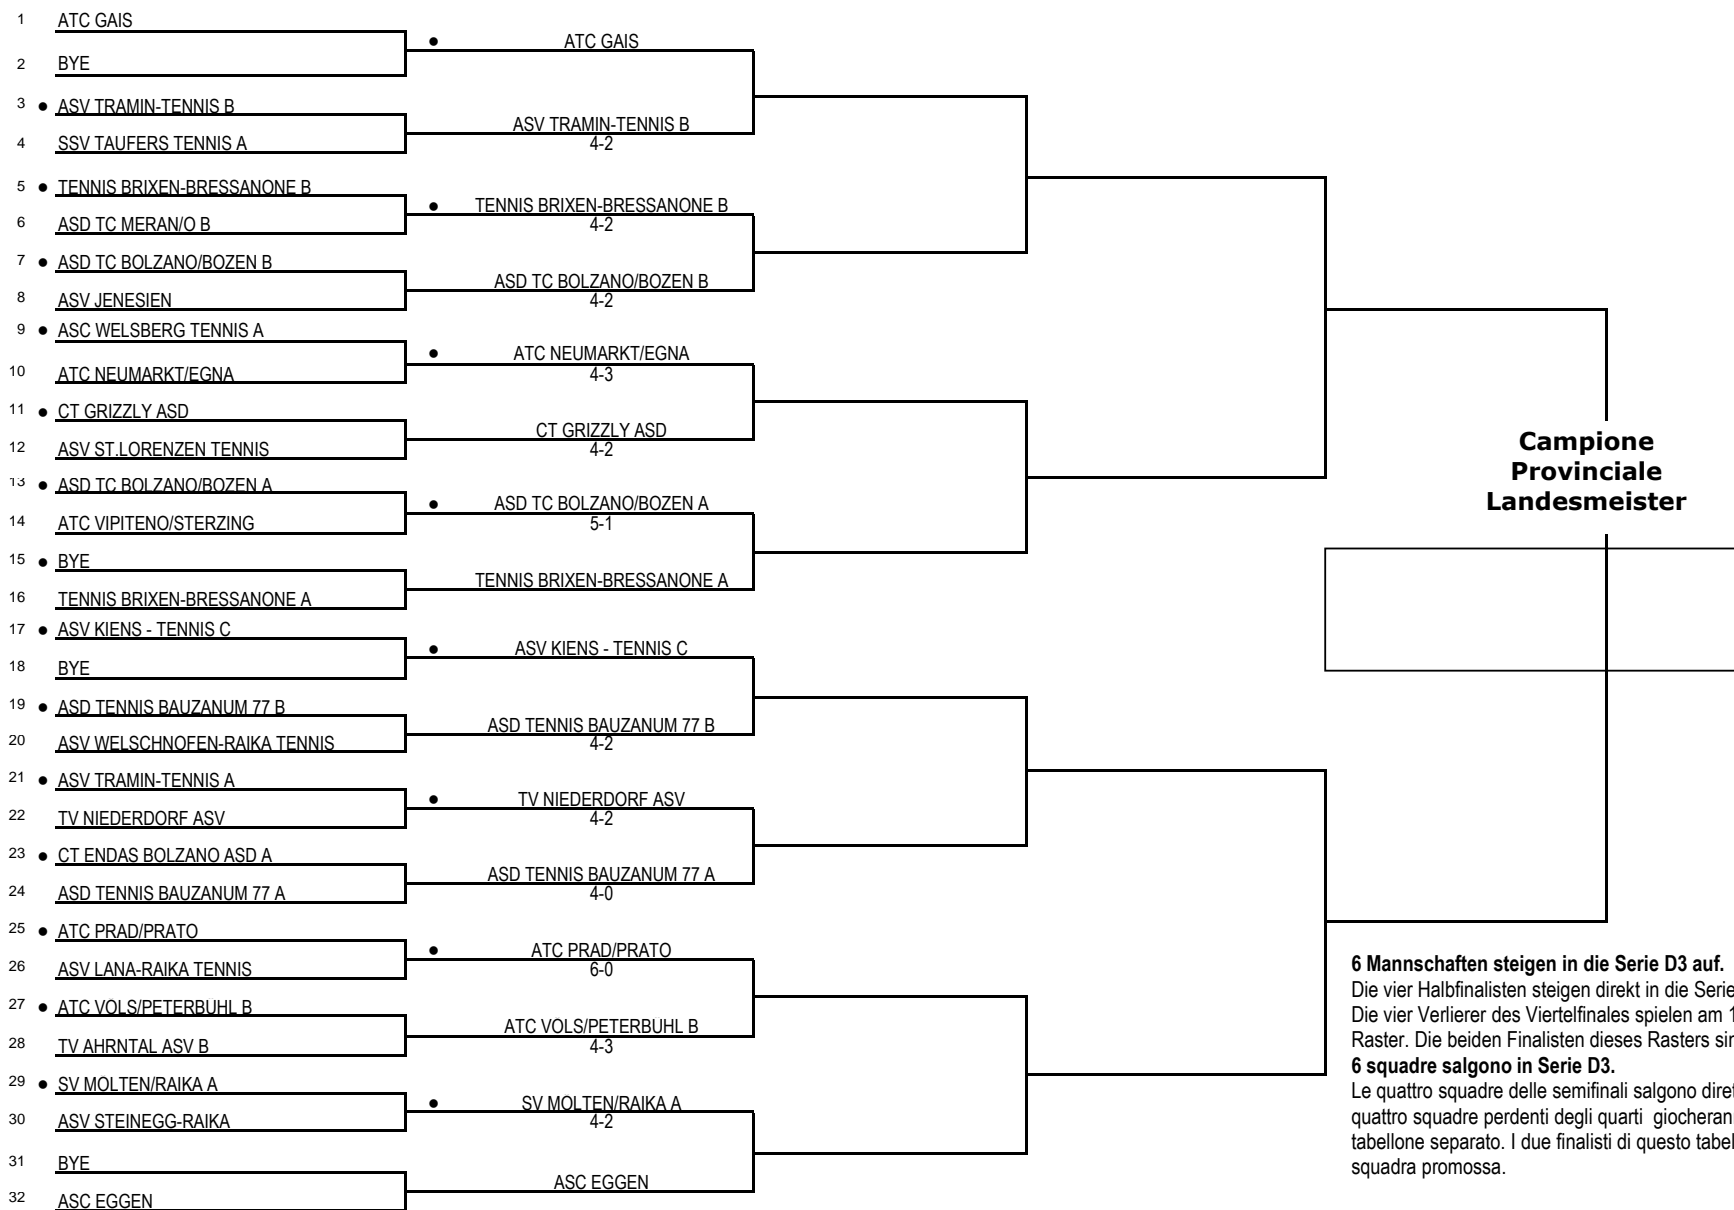 1 ATC GAIS
2 BYE
3 ● ASV TRAMIN-TENNIS B
4 SSV TAUFERS TENNIS A
5 ● TENNIS BRIXEN-BRESSANONE B
6 ASD TC MERAN/O B
7 ● ASD TC BOLZANO/BOZEN B
8 ASV JENESIEN
9 ● ASC WELSBERG TENNIS A
10 ATC NEUMARKT/EGNA
11 ● CT GRIZZLY ASD
12 ASV ST.LORENZEN TENNIS
13 ● ASD TC BOLZANO/BOZEN A
14 ATC VIPITENO/STERZING
15 ● BYE
16 TENNIS BRIXEN-BRESSANONE A
17 ● ASV KIENS - TENNIS C
18 BYE
19 ● ASD TENNIS BAUZANUM 77 B
20 ASV WELSCHNOFEN-RAIKA TENNIS
21 ● ASV TRAMIN-TENNIS A
22 TV NIEDERDORF ASV
23 ● CT ENDAS BOLZANO ASD A
24 ASD TENNIS BAUZANUM 77 A
25 ● ATC PRAD/PRATO
26 ASV LANA-RAIKA TENNIS
27 ● ATC VOLS/PETERBUHL B
28 TV AHRNTAL ASV B
29 ● SV MOLTEN/RAIKA A
30 ASV STEINEGG-RAIKA
31 BYE
32 ASC EGGEN
● ATC GAIS
ASV TRAMIN-TENNIS B
4-2
● TENNIS BRIXEN-BRESSANONE B
4-2
ASD TC BOLZANO/BOZEN B
4-2
● ATC NEUMARKT/EGNA
4-3
CT GRIZZLY ASD
4-2
● ASD TC BOLZANO/BOZEN A
5-1
TENNIS BRIXEN-BRESSANONE A
● ASV KIENS - TENNIS C
ASD TENNIS BAUZANUM 77 B
4-2
● TV NIEDERDORF ASV
4-2
ASD TENNIS BAUZANUM 77 A
4-0
● ATC PRAD/PRATO
6-0
ATC VOLS/PETERBUHL B
4-3
● SV MOLTEN/RAIKA A
4-2
ASC EGGEN
Campione
Provinciale
Landesmeister
6 Mannschaften steigen in die Serie D3 auf.
Die vier Halbfinalisten steigen direkt in die Serie
Die vier Verlierer des Viertelfinales spielen am 1
Raster. Die beiden Finalisten dieses Rasters sin
6 squadre salgono in Serie D3.
Le quattro squadre delle semifinali salgono dire
quattro squadre perdenti degli quarti giocheran
tabellone separato. I due finalisti di questo tabel
squadra promossa.